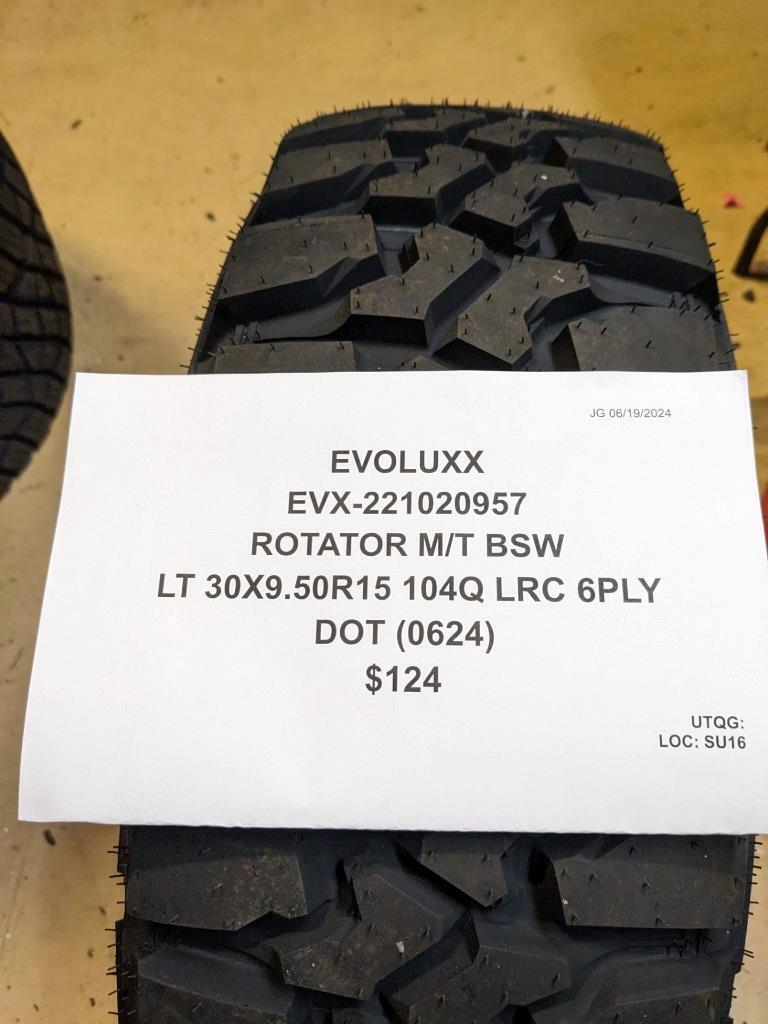 JG 06/19/2024
EVOLUXX
EVX-221020957
ROTATOR M/T BSW
LT 30X9.50R15 104Q LRC 6PLY
DOT (0624)
$124
UTQG:
LOC: SU16